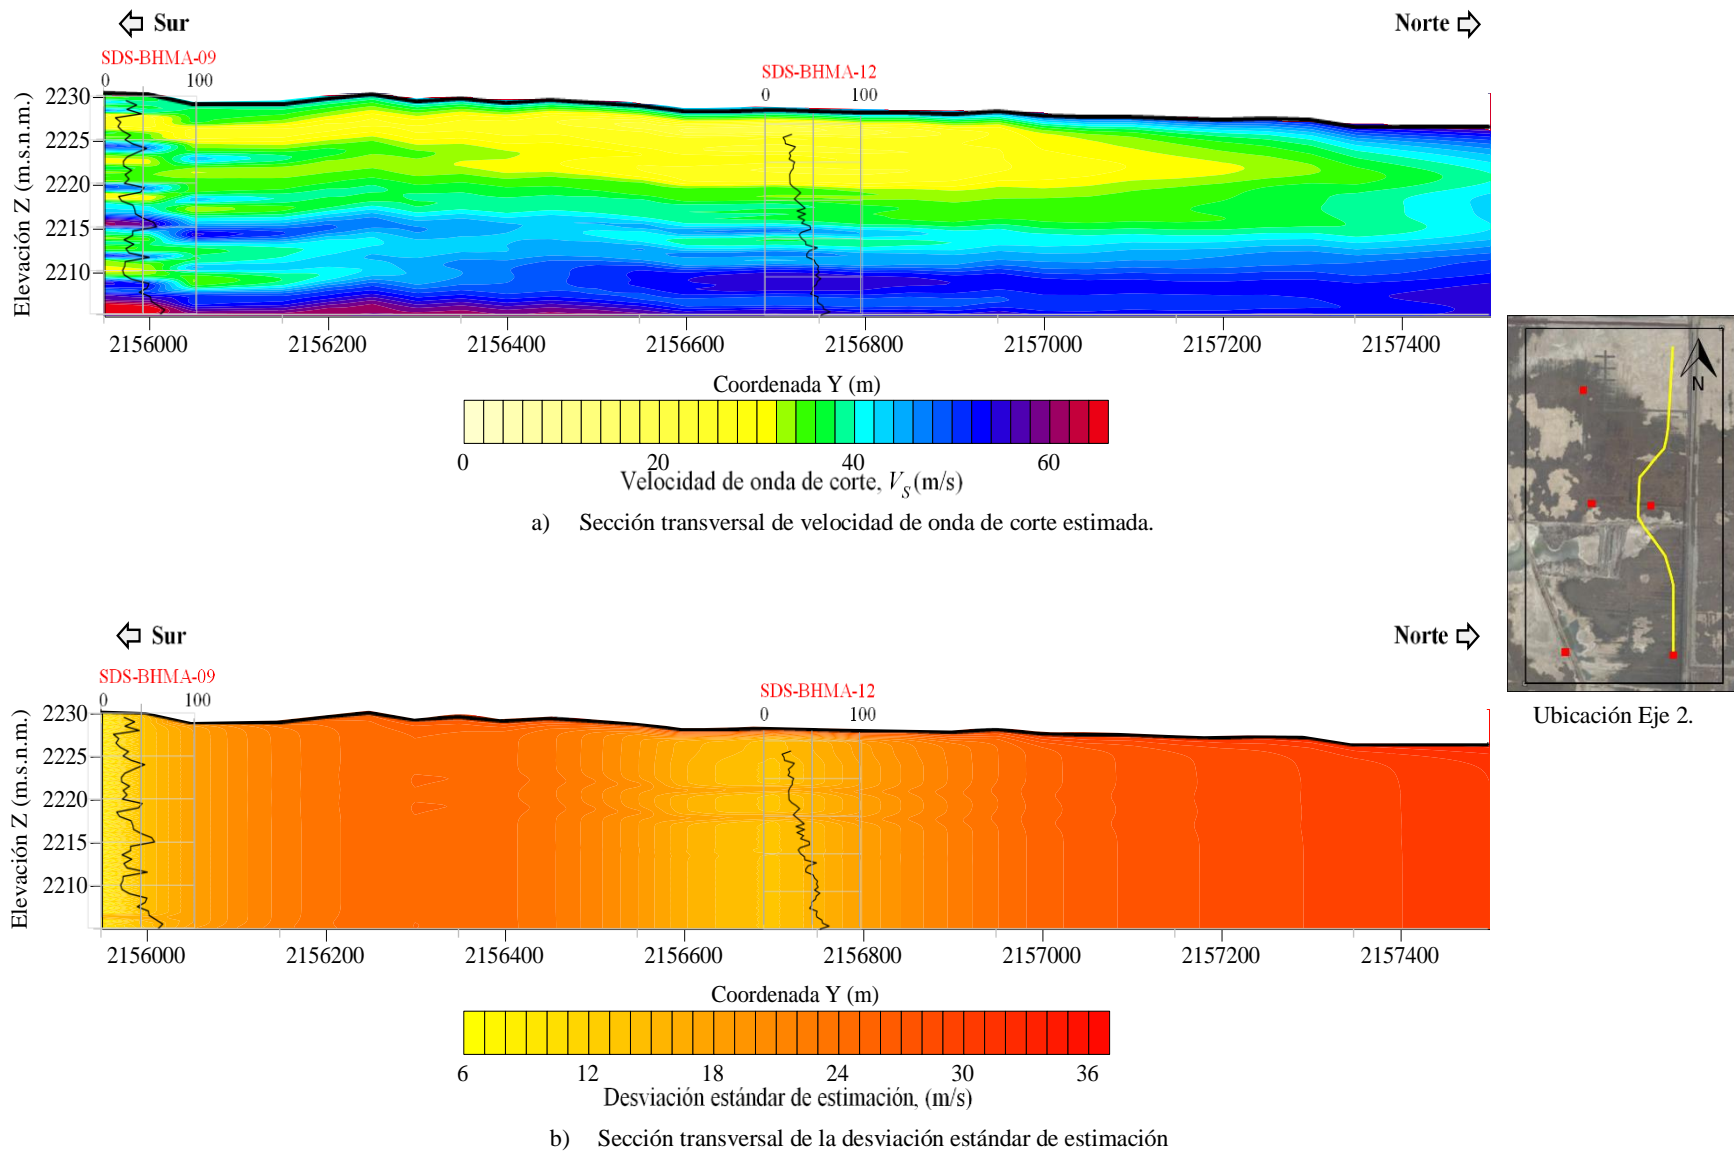 Sur
Norte
SDS-BHMA-09
0 100
SDS-BHMA-12
0 100
Elevación Z (m.s.n.m.)
2230
2225
2220
2215
2210
2156000 2156200 2156400 2156600 2156800 2157000 2157200 2157400
Coordenada Y (m)
0 20 40 60
Velocidad de onda de corte, VS (m/s)
a) Sección transversal de velocidad de onda de corte estimada.
N
Ubicación Eje 2.
Sur
Norte
SDS-BHMA-09
0 100
SDS-BHMA-12
0 100
Elevación Z (m.s.n.m.)
2230
2225
2220
2215
2210
2156000 2156200 2156400 2156600 2156800 2157000 2157200 2157400
Coordenada Y (m)
6 12 18 24 30 36
Desviación estándar de estimación, (m/s)
b) Sección transversal de la desviación estándar de estimación